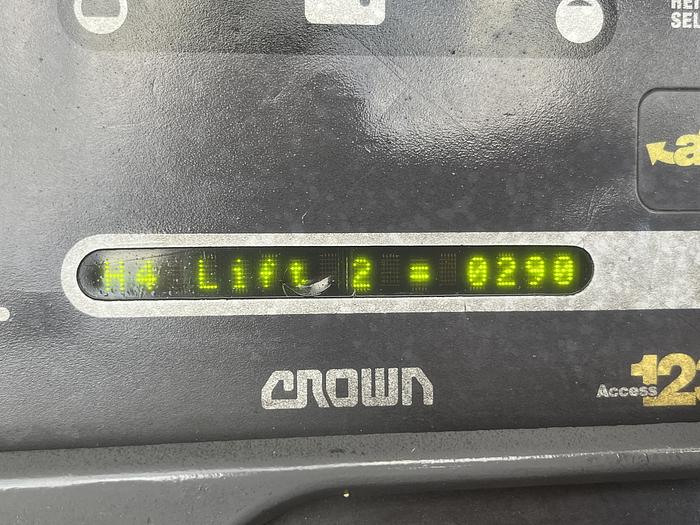 H4 Lift 2 = 0290
CROWN
Access 123